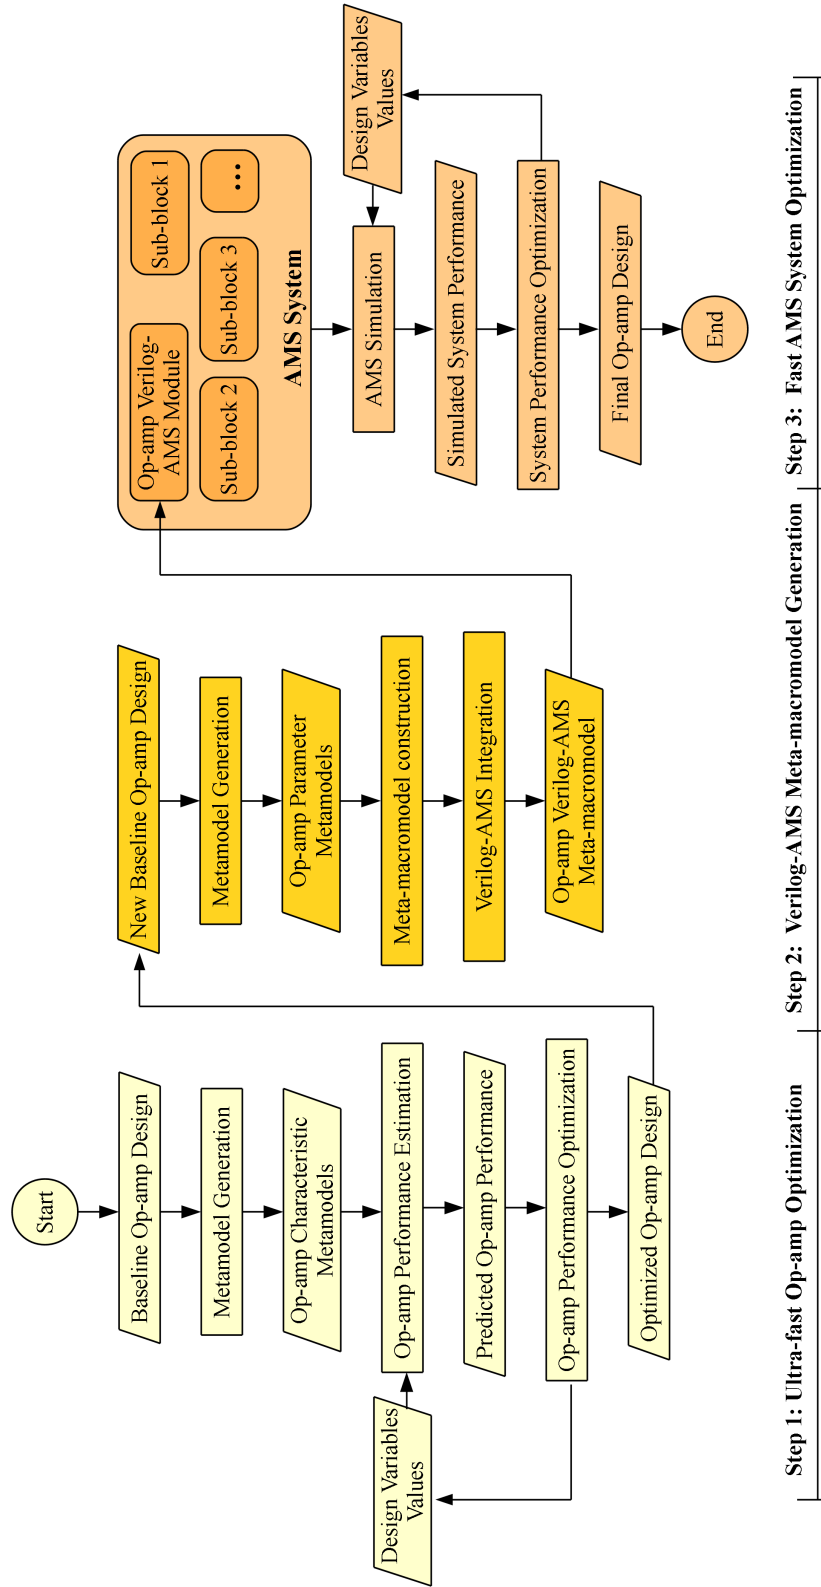 Start
Baseline Op-amp Design
Metamodel Generation
Op-amp Characteristic
Metamodels
Op-amp Performance Estimation
Design Variables
Values
Predicted Op-amp Performance
Op-amp Performance Optimization
Optimized Op-amp Design
Step 1: Ultra-fast Op-amp Optimization
New Baseline Op-amp Design
Metamodel Generation
Op-amp Parameter
Metamodels
Meta-macromodel construction
Verilog-AMS Integration
Op-amp Verilog-AMS
Meta-macromodel
Step 2: Verilog-AMS Meta-macromodel Generation
Op-amp Verilog-
AMS Module
Sub-block 1
Sub-block 2
Sub-block 3
...
AMS System
Design Variables
Values
AMS Simulation
Simulated System Performance
System Performance Optimization
Final Op-amp Design
End
Step 3: Fast AMS System Optimization